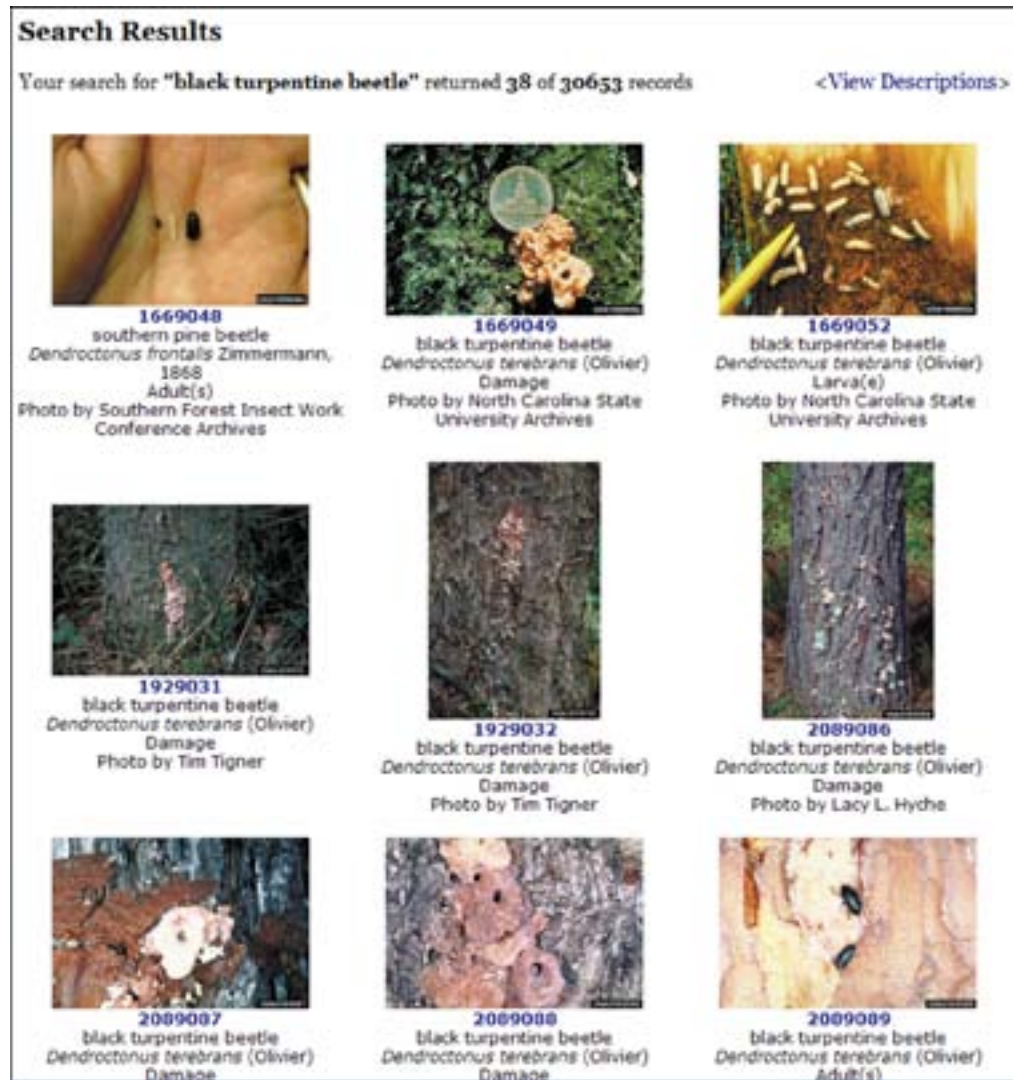 Search Results
Your search for "black turpentine beetle" returned 38 of 30653 records
<View Descriptions>
1669048
southern pine beetle
Dendroctonus frontalis Zimmermann,
1868
Adult(s)
Photo by Southern Forest Insect Work
Conference Archives
1669049
black turpentine beetle
Dendroctonus terebrans (Olivier)
Damage
Photo by North Carolina State
University Archives
1669052
black turpentine beetle
Dendroctonus terebrans (Olivier)
Larva(e)
Photo by North Carolina State
University Archives
1929031
black turpentine beetle
Dendroctonus terebrans (Olivier)
Damage
Photo by Tim Tigner
1929032
black turpentine beetle
Dendroctonus terebrans (Olivier)
Damage
Photo by Tim Tigner
2089086
black turpentine beetle
Dendroctonus terebrans (Olivier)
Damage
Photo by Lacy L. Hyche
2089087
black turpentine beetle
Dendroctonus terebrans (Olivier)
Damage
2089088
black turpentine beetle
Dendroctonus terebrans (Olivier)
Damage
2089089
black turpentine beetle
Dendroctonus terebrans (Olivier)
Adult(s)